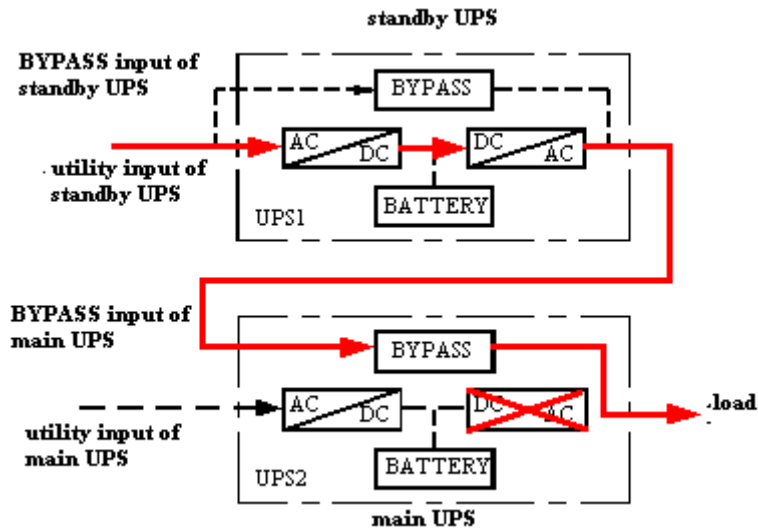 standby UPS
BYPASS input of
standby UPS
BYPASS
AC
DC
DC
AC
utility input of
standby UPS
BATTERY
UPS1
BYPASS input of
main UPS
BYPASS
AC
DC
DC
AC
load
utility input of
main UPS
BATTERY
UPS2
main UPS